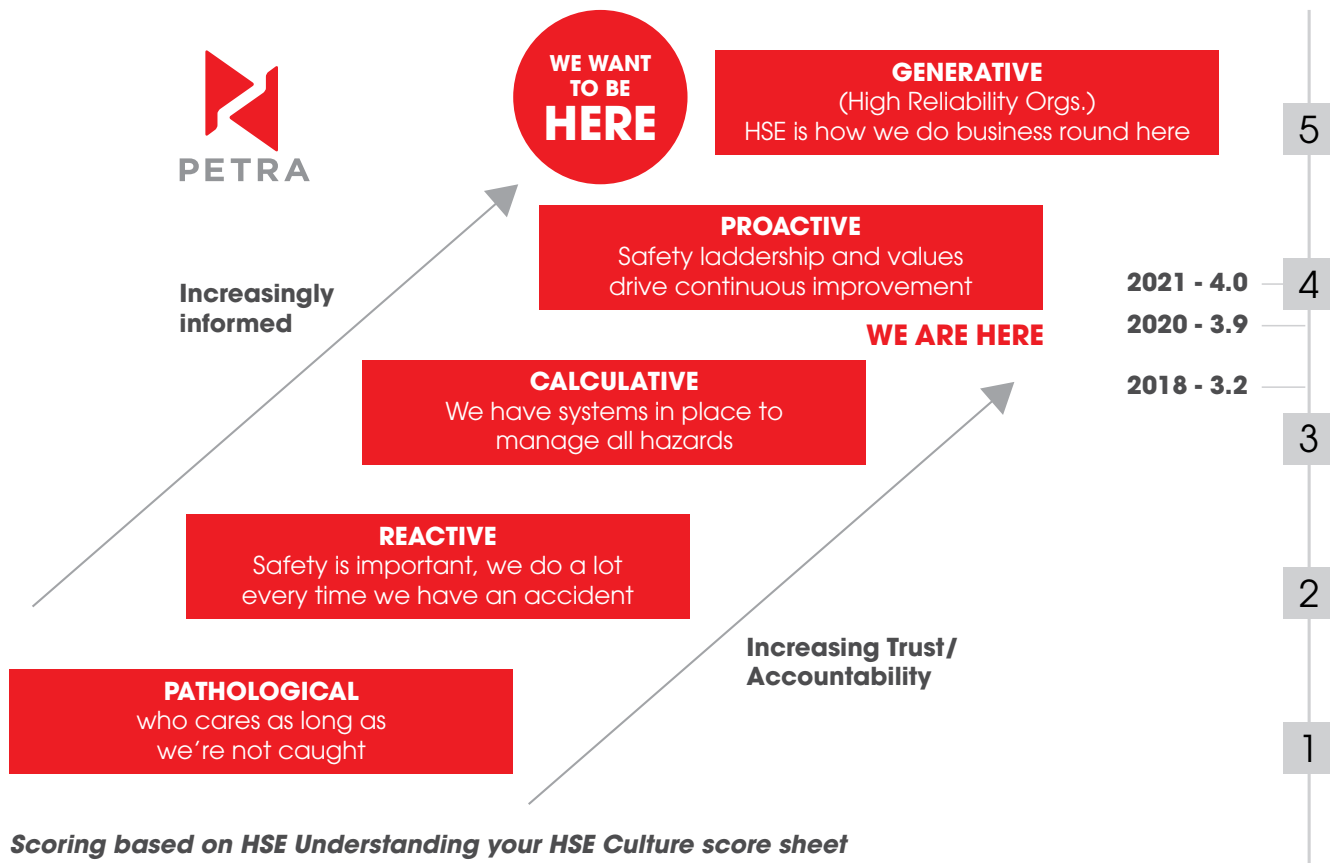 PETRA
WE WANT
TO BE
HERE
GENERATIVE
(High Reliability Orgs.)
HSE is how we do business round here
5
PROACTIVE
Safety laddership and values
drive continuous improvement
Increasingly
informed
2021 - 4.0
4
2020 - 3.9
WE ARE HERE
2018 - 3.2
CALCULATIVE
We have systems in place to
manage all hazards
3
REACTIVE
Safety is important, we do a lot
every time we have an accident
2
Increasing Trust/
Accountability
PATHOLOGICAL
who cares as long as
we're not caught
1
Scoring based on HSE Understanding your HSE Culture score sheet